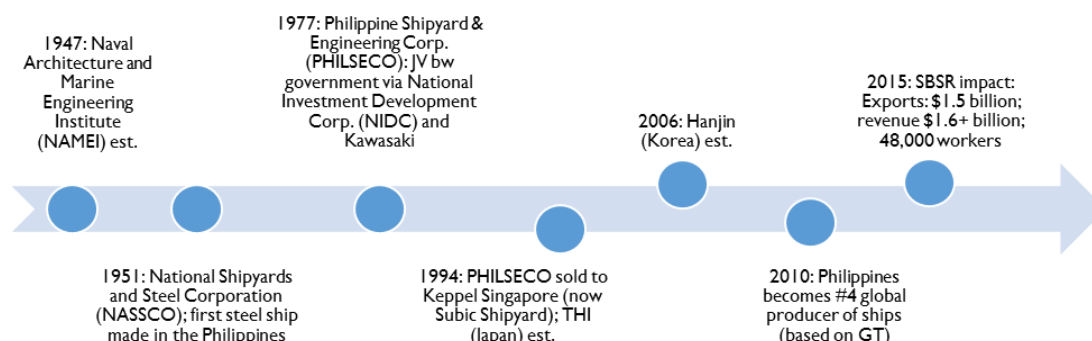 1947: Naval
Architecture and
Marine
Engineering
Institute
(NAMEI) est.
1951: National Shipyards
and Steel Corporation
(NASSCO); first steel ship
made in the Philippines
1977: Philippine Shipyard &
Engineering Corp.
(PHILSECO): JV bw
government via National
Investment Development
Corp. (NIDC) and
Kawasaki
1994: PHILSECO sold to
Keppel Singapore (now
Subic Shipyard); THI
(Japan) est.
2006: Hanjin
(Korea) est.
2010: Philippines
becomes #4 global
producer of ships
(based on GT)
2015: SBSR impact:
Exports: $1.5 billion;
revenue $1.6+ billion;
48,000 workers